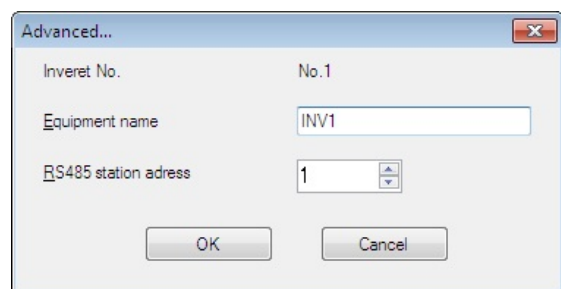 Advanced...
Inveret No. No.1
Equipment name INV1
RS485 station adress 1
OK Cancel